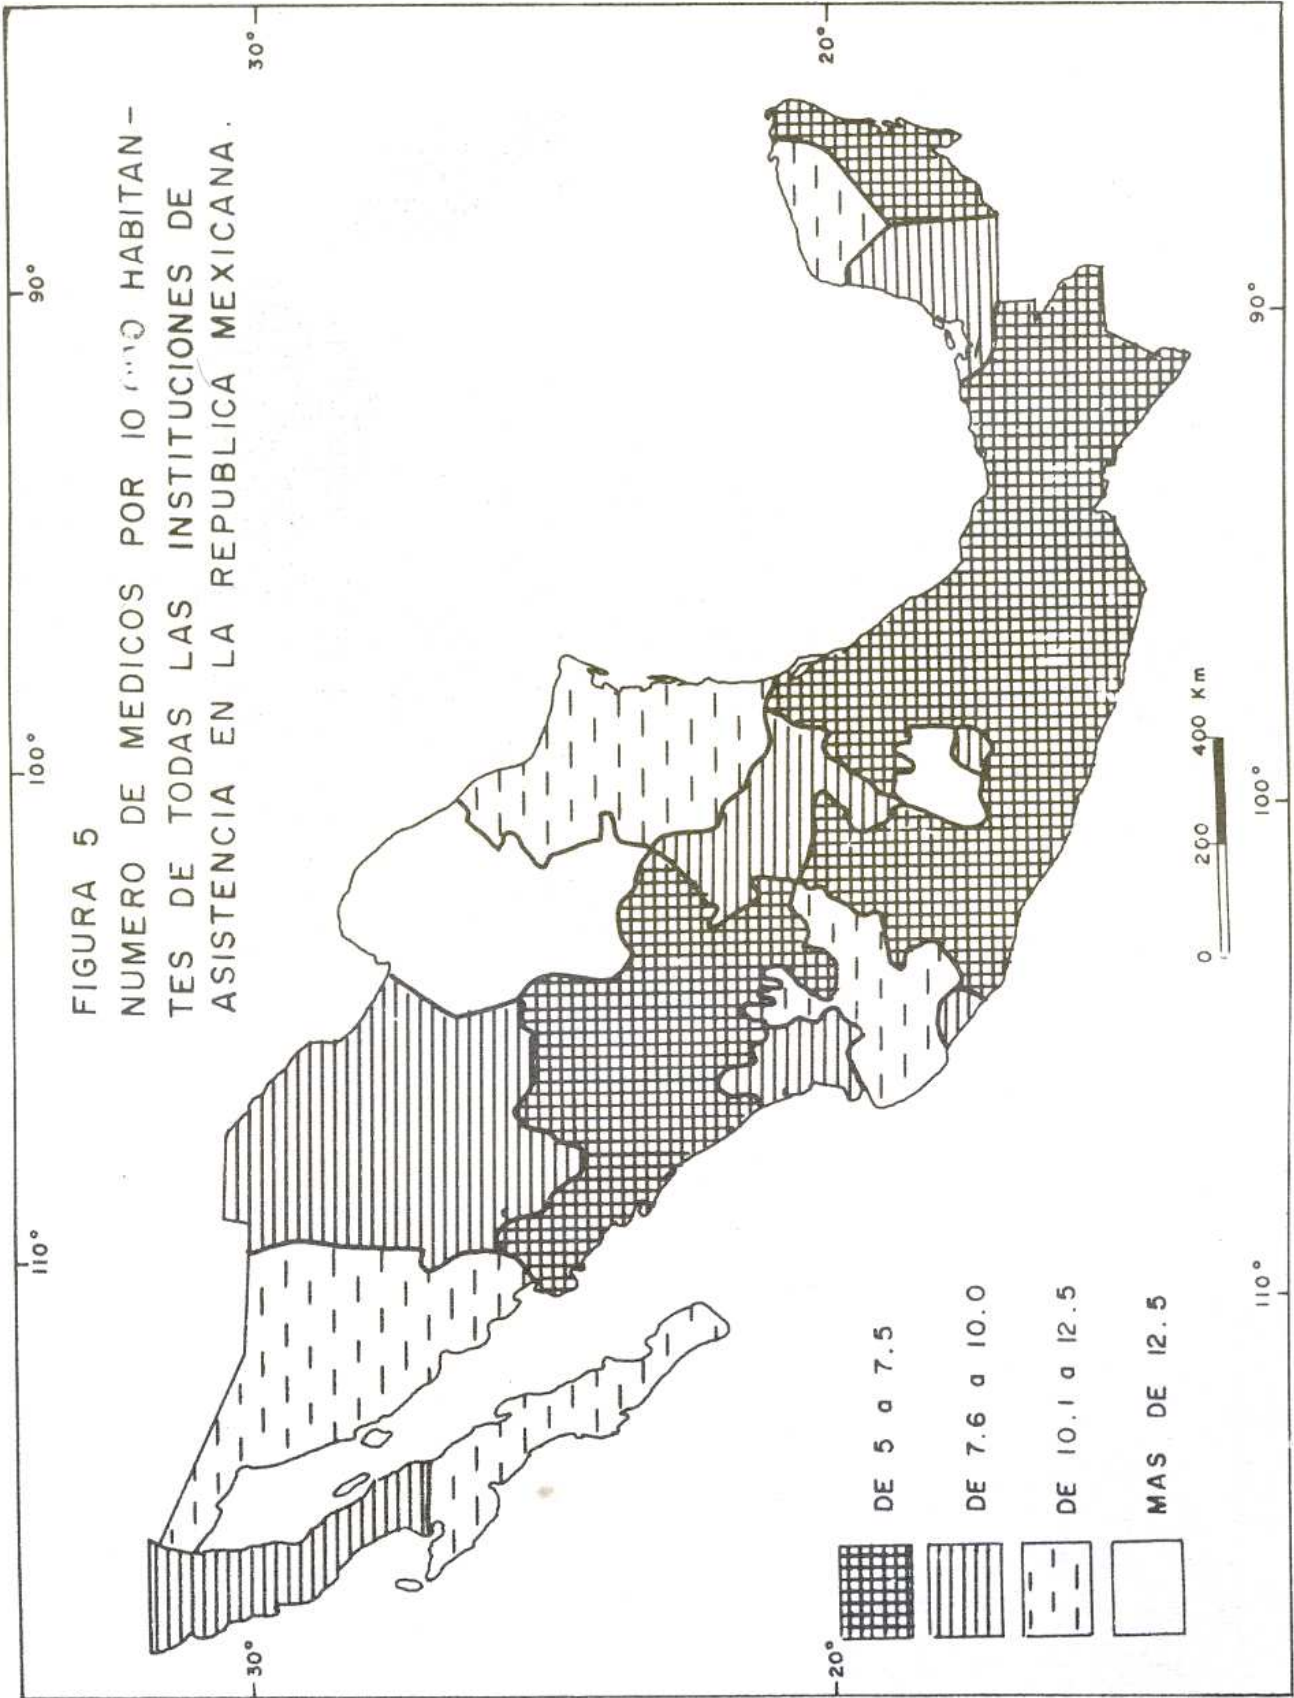 FIGURA 5
NUMERO DE MEDICOS POR 10 HABITAN-
TES DE TODAS LAS INSTITUCIONES DE
ASISTENCIA EN LA REPUBLICA MEXICANA.
110°
100°
90°
30°
30°
20°
20°
110°
100°
90°
DE 5 a 7.5
DE 7.6 a 10.0
DE 10.1 a 12.5
MAS DE 12.5
0 200 400 Km